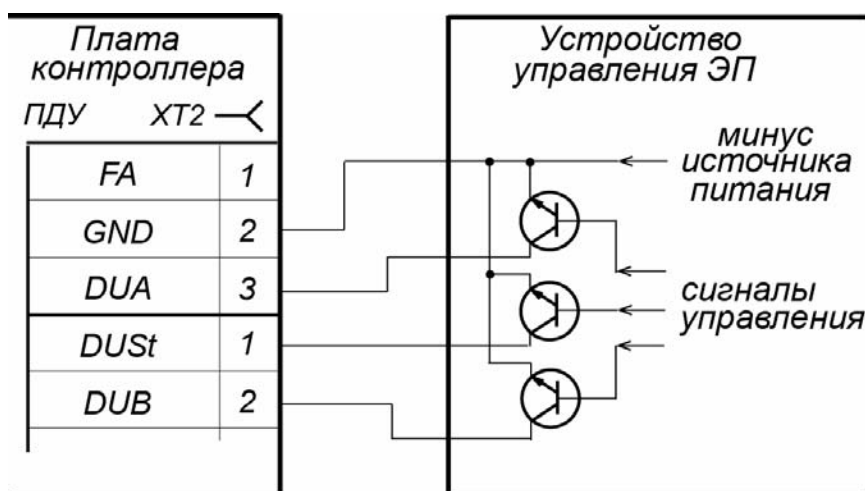 Плата
контроллера
ПДУ XT2
FA 1
GND 2
DUA 3
DUSt 1
DUB 2
Устройство
управления ЭП
минус
источника
питания
сигналы
управления